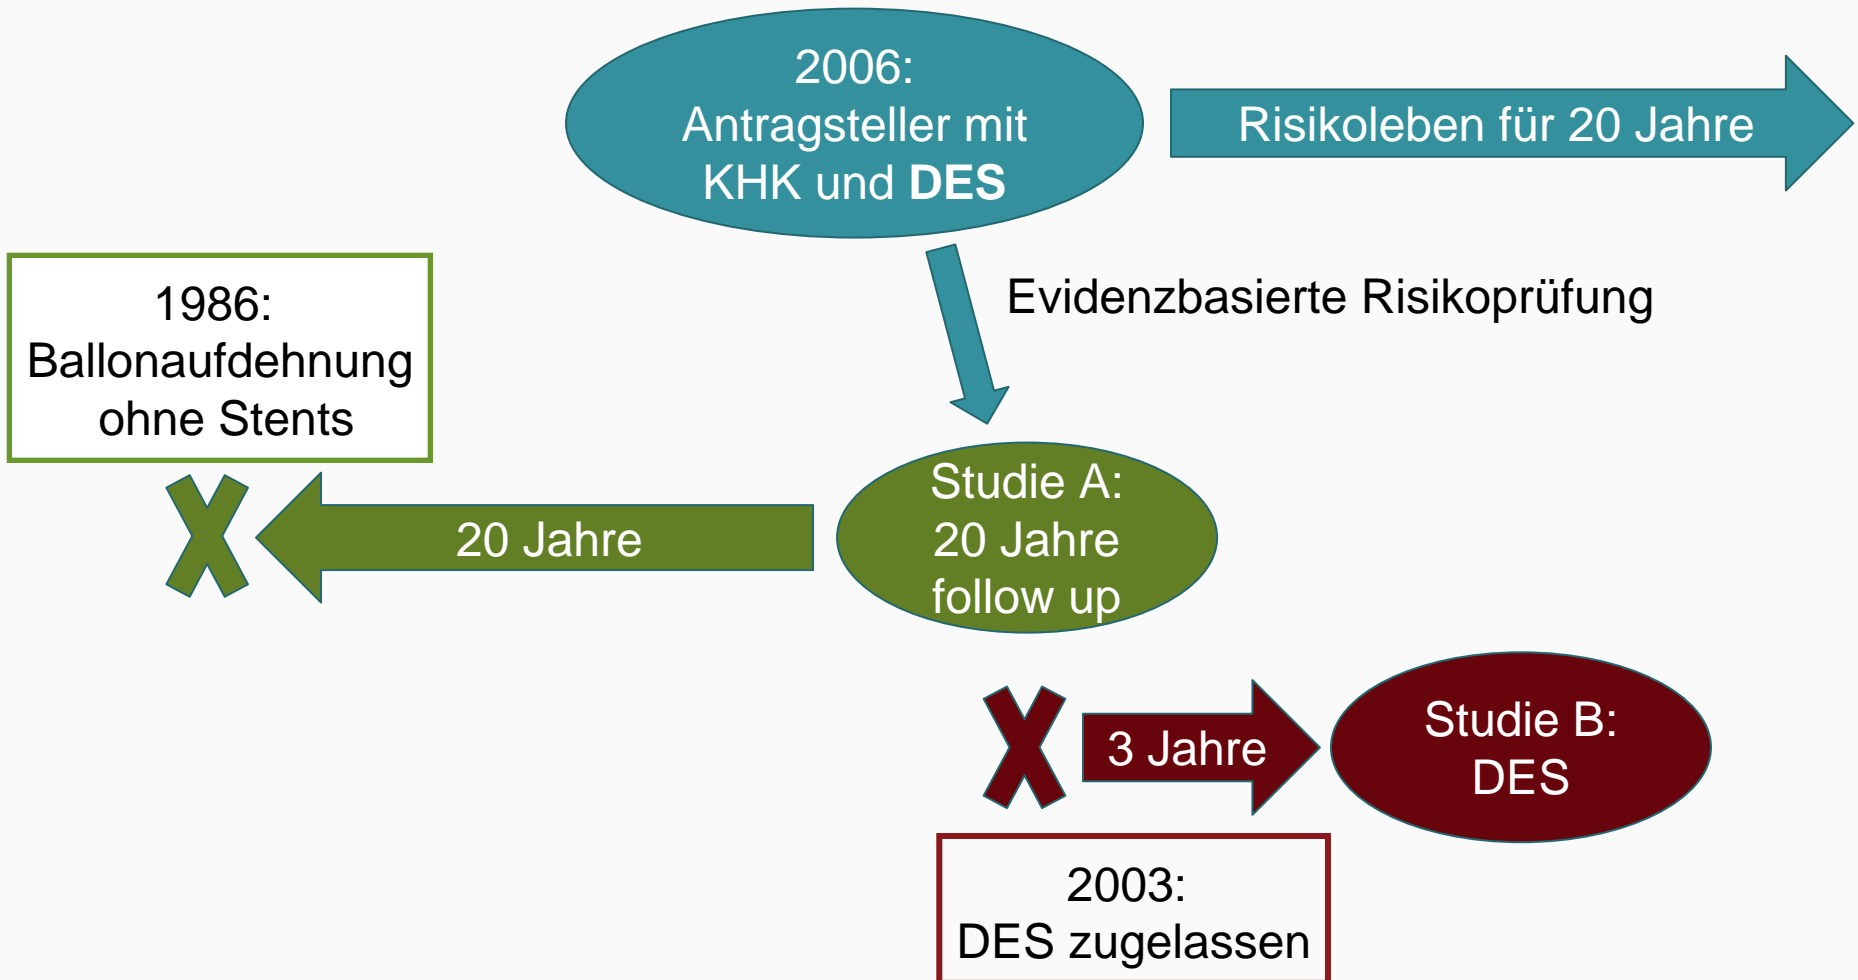 2006:
Antragsteller mit
KHK und DES
Risikoleben für 20 Jahre
Evidenzbasierte Risikoprüfung
1986:
Ballonaufdehnung
ohne Stents
20 Jahre
Studie A:
20 Jahre
follow up
3 Jahre
Studie B:
DES
2003:
DES zugelassen